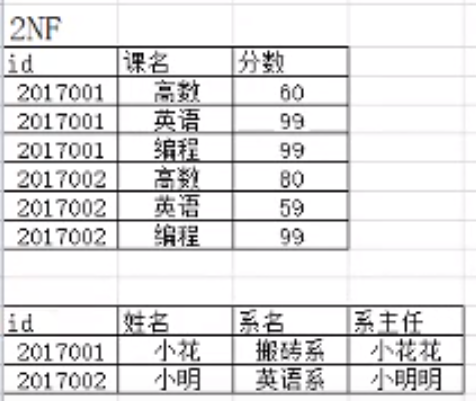 2NF
id 课名 分数
2017001 高数 60
2017001 英语 99
2017001 编程 99
2017002 高数 80
2017002 英语 59
2017002 编程 99
id 姓名 系名 系主任
2017001 小花 搬砖系 小花花
2017002 小明 英语系 小明明